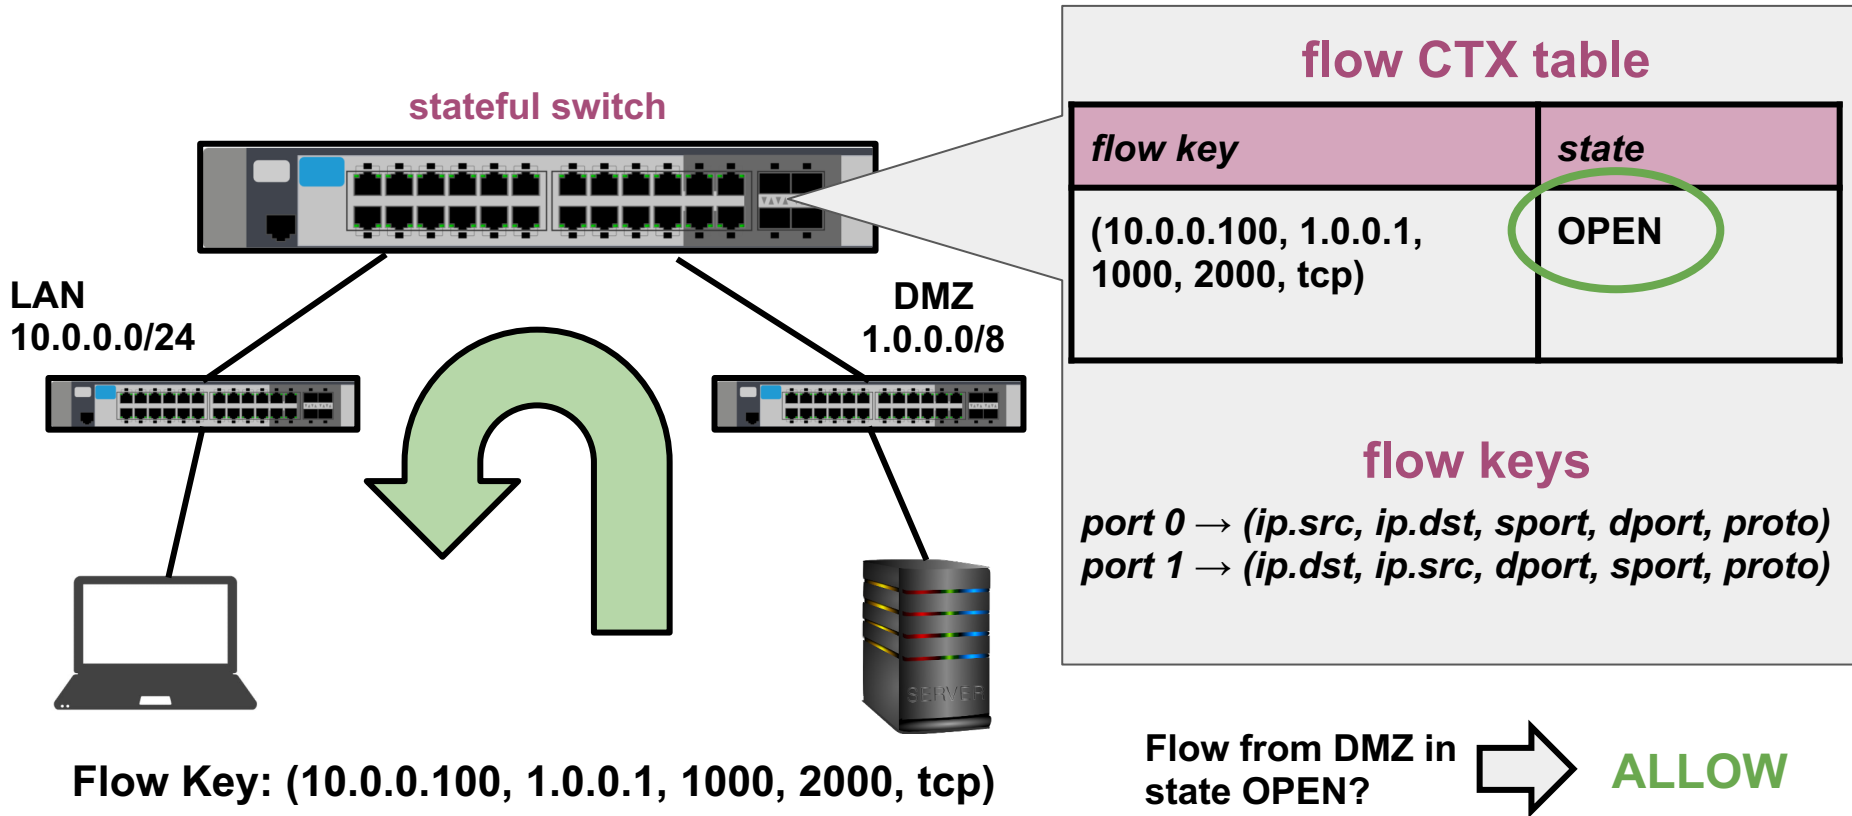 stateful switch
LAN
10.0.0.0/24
DMZ
1.0.0.0/8
SERVER
Flow Key: (10.0.0.100, 1.0.0.1, 1000, 2000, tcp)
flow CTX table
flow key
state
(10.0.0.100, 1.0.0.1,
1000, 2000, tcp)
OPEN
flow keys
port 0 → (ip.src, ip.dst, sport, dport, proto)
port 1 → (ip.dst, ip.src, dport, sport, proto)
Flow from DMZ in
state OPEN?
ALLOW